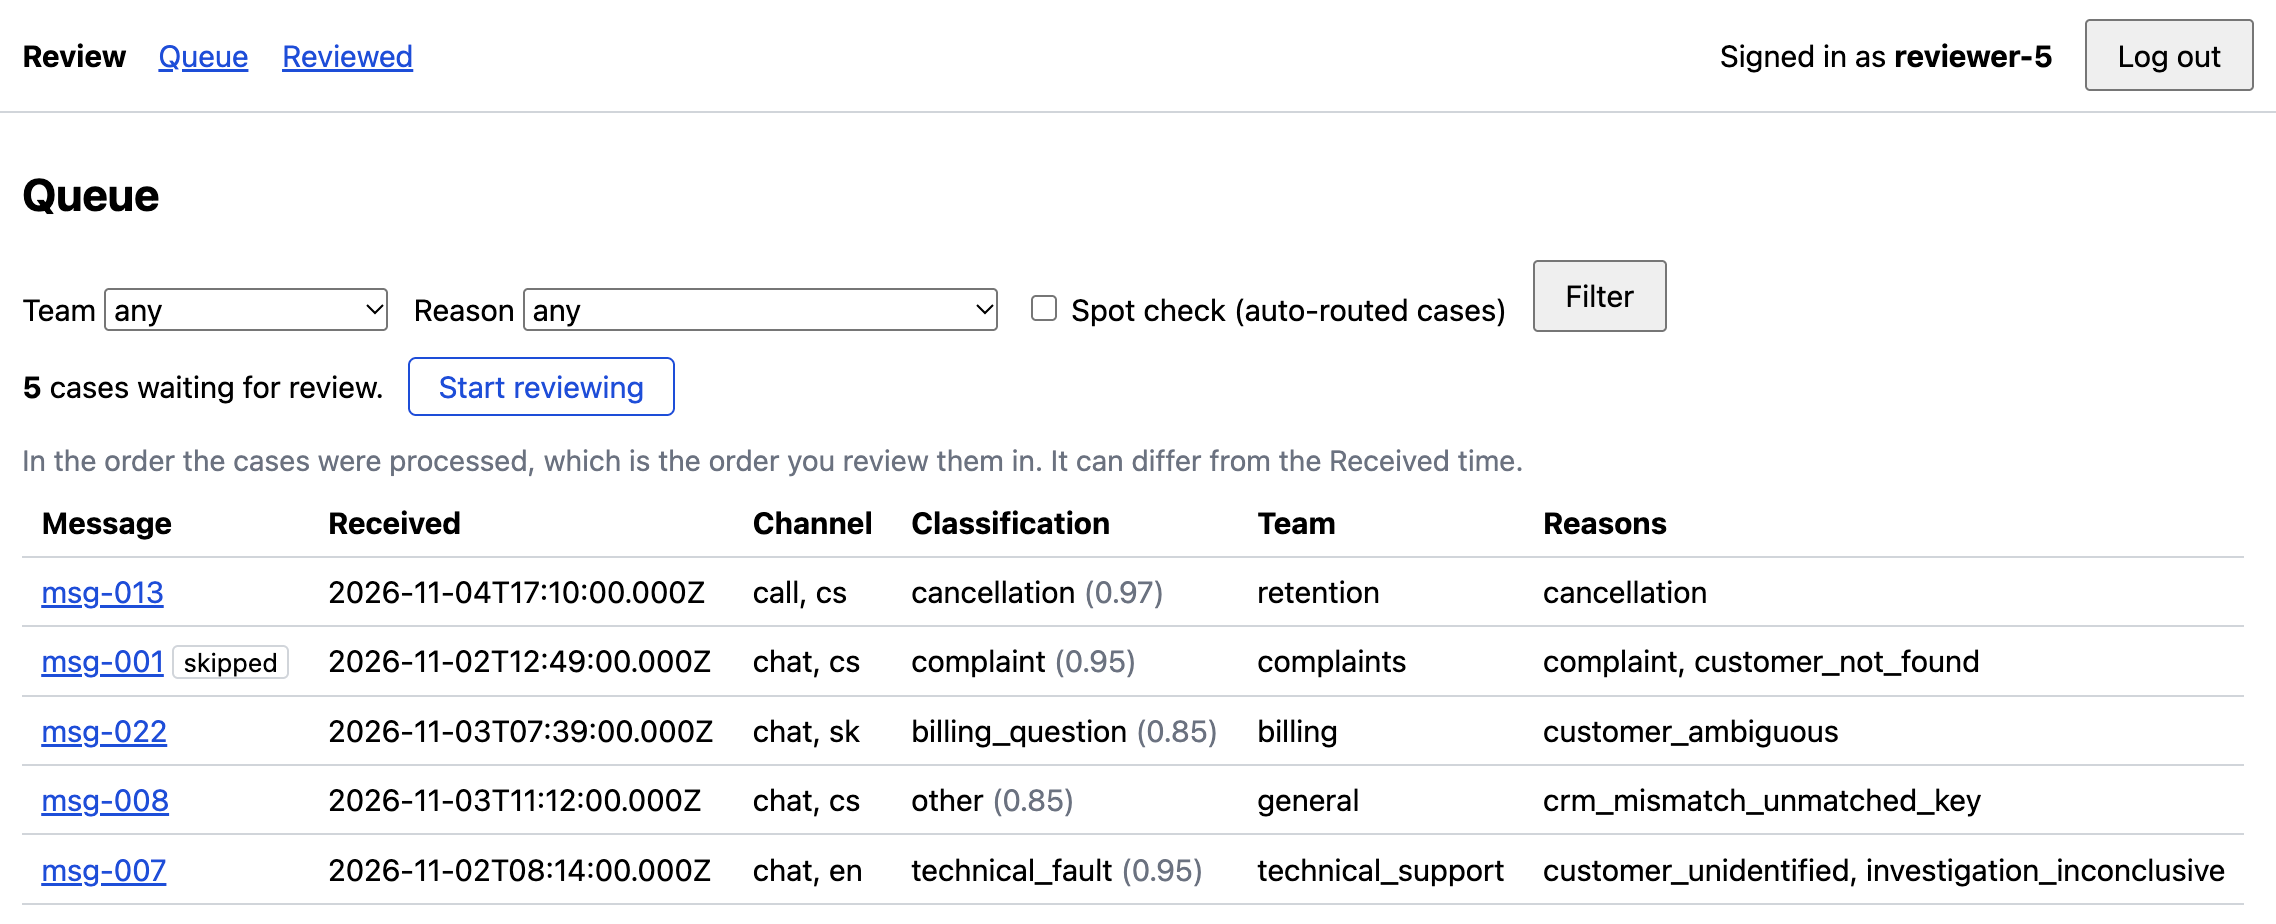 Review Queue Reviewed Signed in as reviewer-5 Log out
Queue
Team any Reason any Spot check (auto-routed cases) Filter
5 cases waiting for review. Start reviewing
In the order the cases were processed, which is the order you review them in. It can differ from the Received time.
Message Received Channel Classification Team Reasons
msg-013 2026-11-04T17:10:00.000Z call, cs cancellation (0.97) retention cancellation
msg-001 skipped 2026-11-02T12:49:00.000Z chat, cs complaint (0.95) complaints complaint, customer_not_found
msg-022 2026-11-03T07:39:00.000Z chat, sk billing_question (0.85) billing customer_ambiguous
msg-008 2026-11-03T11:12:00.000Z chat, cs other (0.85) general crm_mismatch_unmatched_key
msg-007 2026-11-02T08:14:00.000Z chat, en technical_fault (0.95) technical_support customer_unidentified, investigation_inconclusive